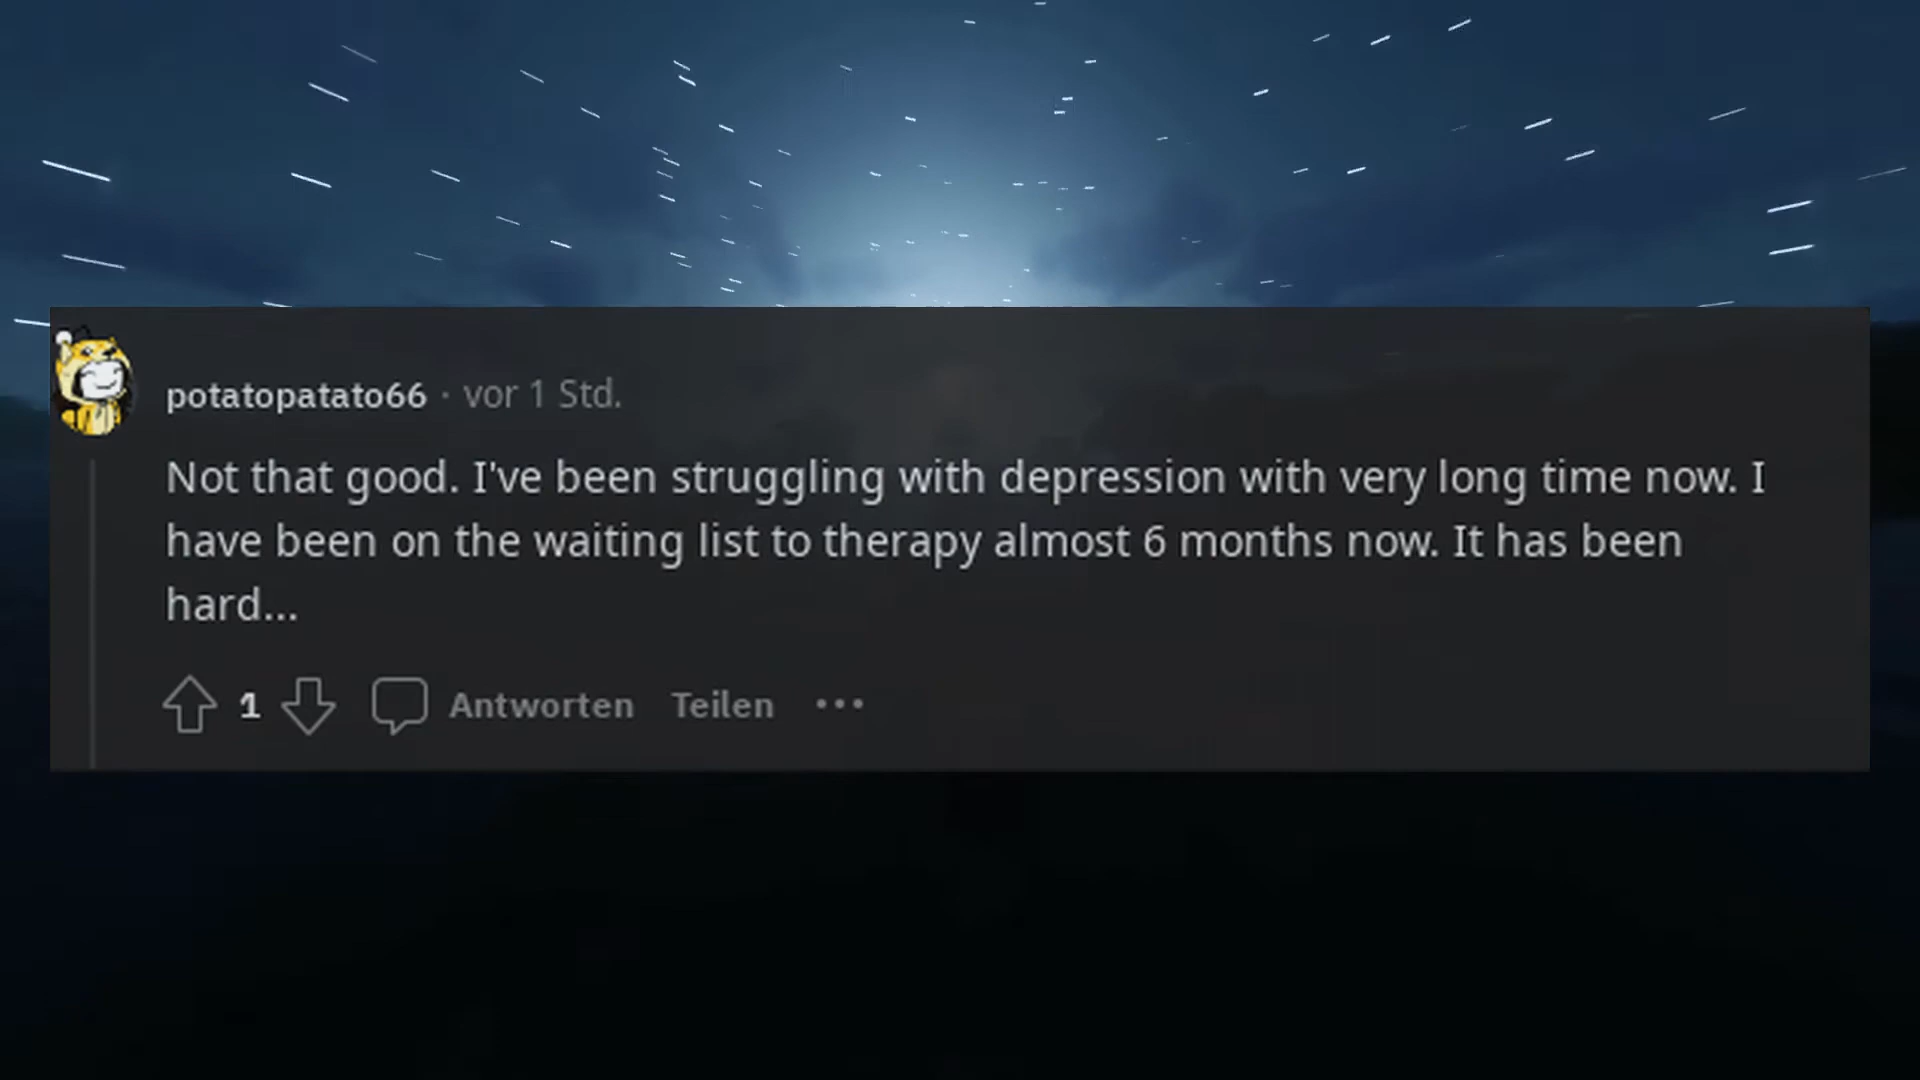 potatopatato66 · vor 1 Std.
Not that good. I've been struggling with depression with very long time now. I
have been on the waiting list to therapy almost 6 months now. It has been
hard...
1 Antworten Teilen ...